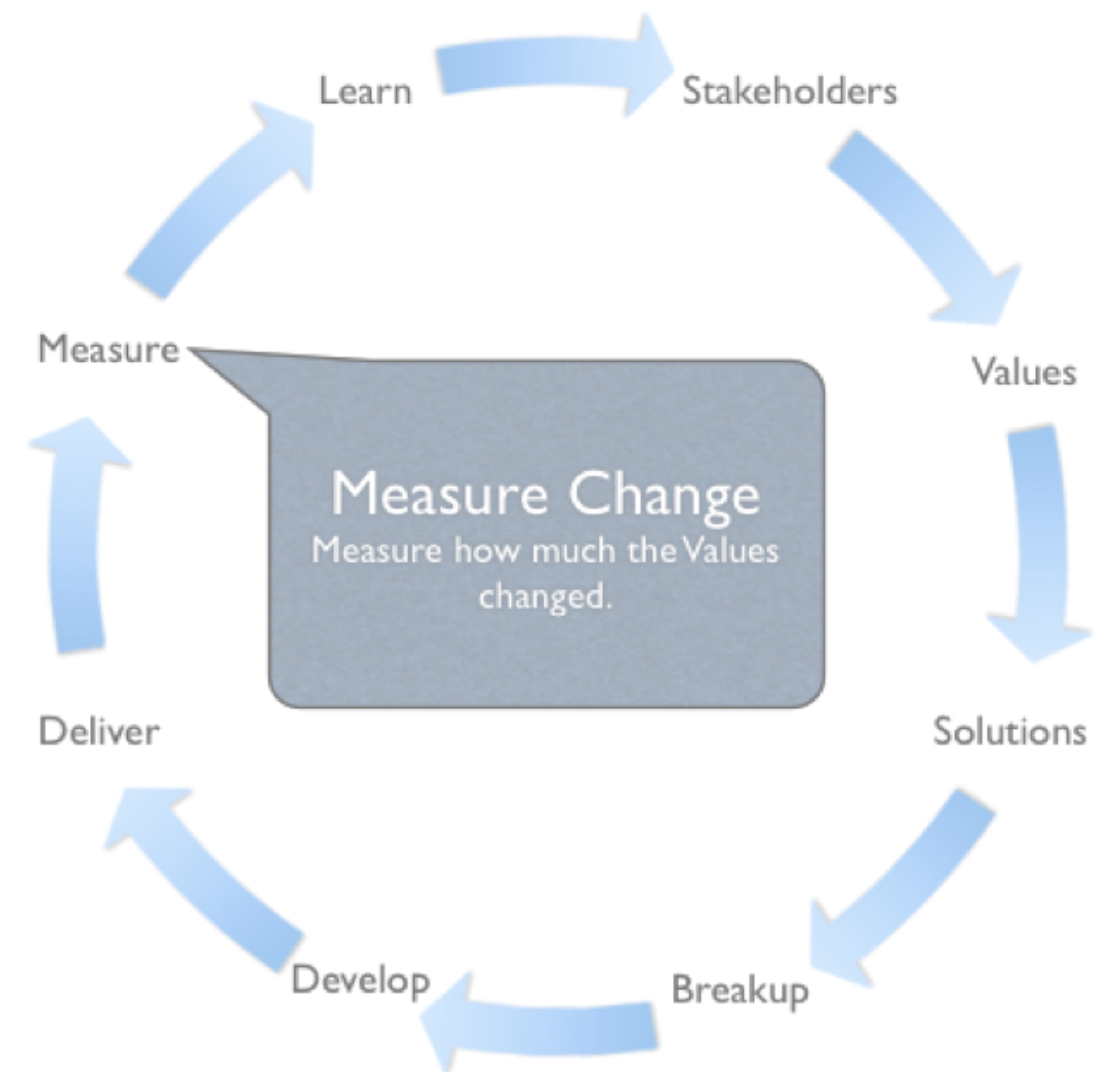 Learn
Stakeholders
Measure
Values
Measure Change
Measure how much the Values
changed.
Deliver
Solutions
Develop
Breakup